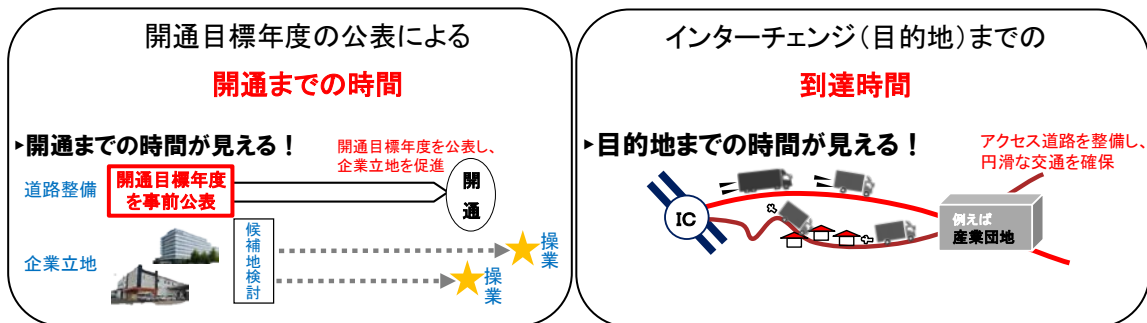 開通目標年度の公表による
開通までの時間
▸開通までの時間が見える！
開通目標年度を公表し、
企業立地を促進
道路整備
開通目標年度
を事前公表
開通
企業立地
候補地検討
操業
操業
インターチェンジ（目的地）までの
到達時間
▸目的地までの時間が見える！
アクセス道路を整備し、
円滑な交通を確保
IC
例えば
産業団地